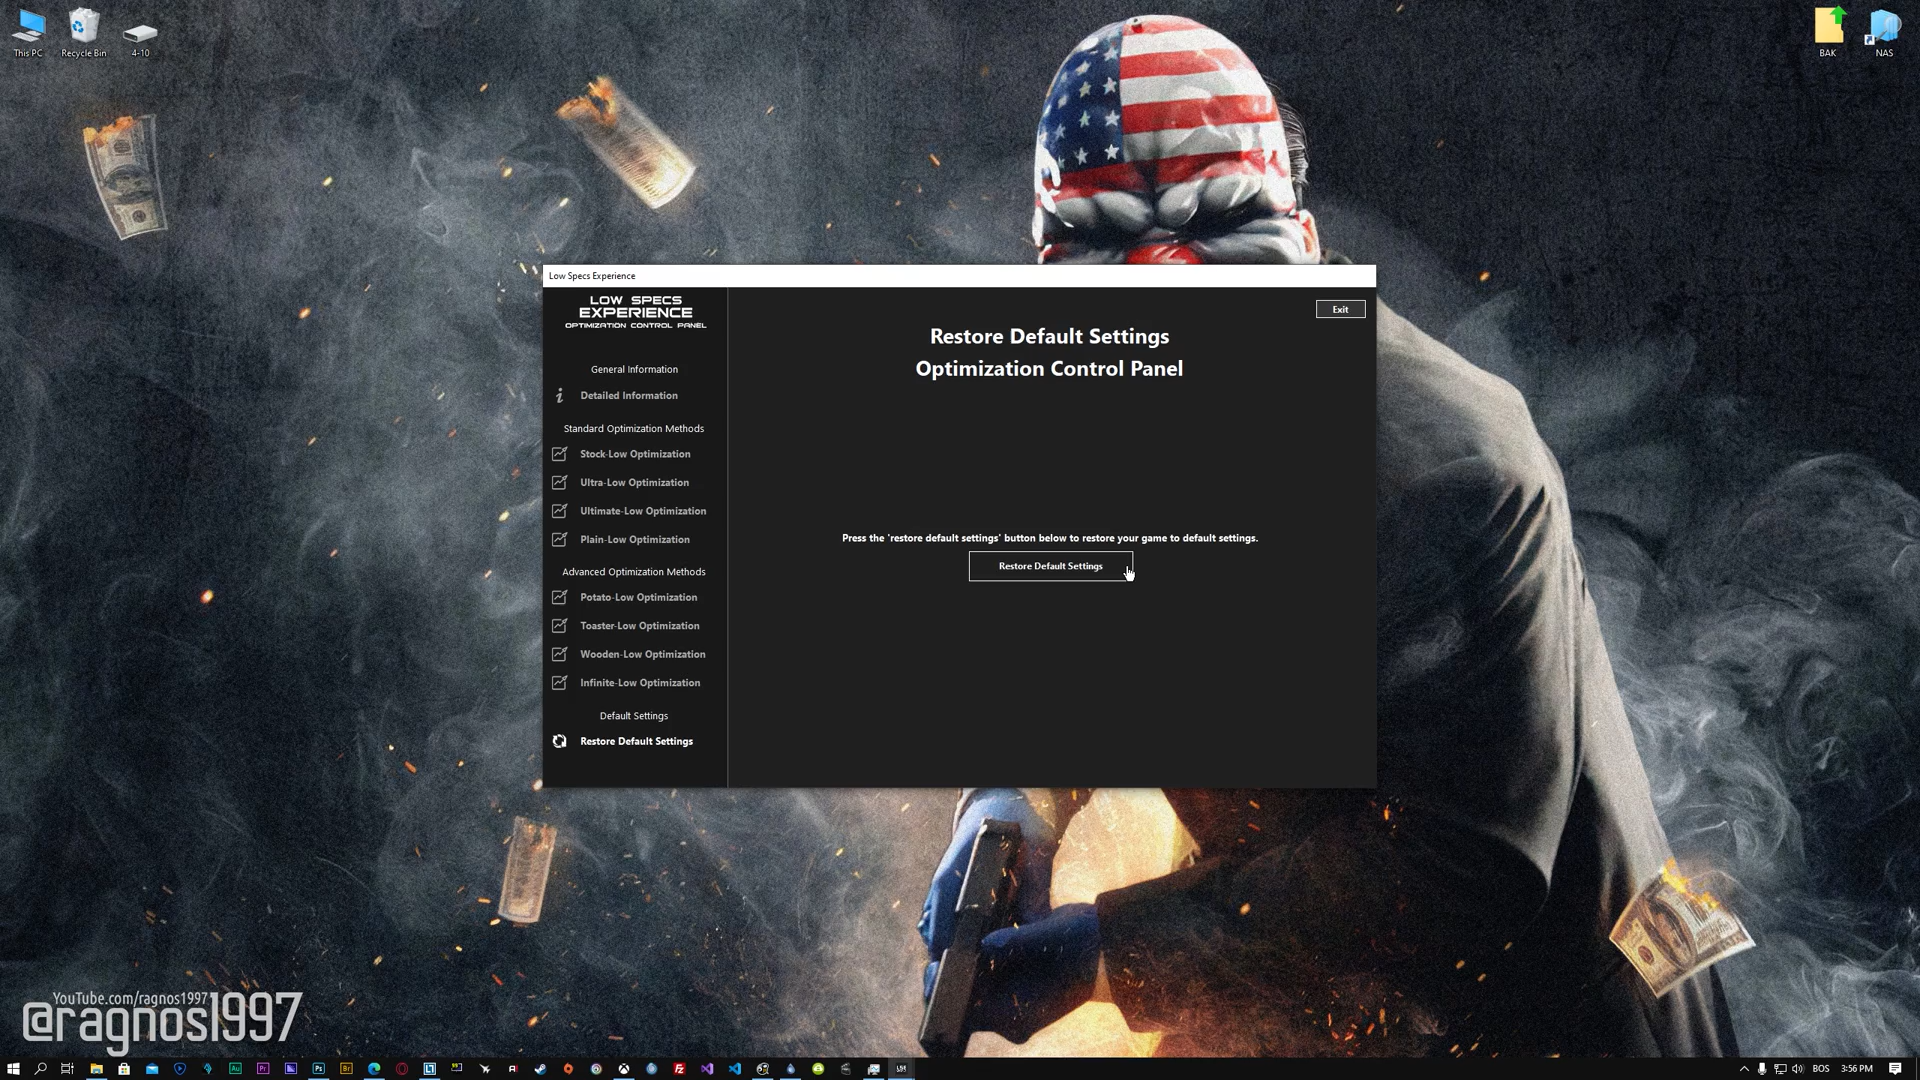 This PC
Recycle Bin
4-10
BAK
NAS
Low Specs Experience
LOW SPECS
EXPERIENCE
OPTIMIZATION CONTROL PANEL
General Information
Detailed Information
Standard Optimization Methods
Stock-Low Optimization
Ultra-Low Optimization
Ultimate-Low Optimization
Plain-Low Optimization
Advanced Optimization Methods
Potato-Low Optimization
Toaster-Low Optimization
Wooden-Low Optimization
Infinite-Low Optimization
Default Settings
Restore Default Settings
Exit
Restore Default Settings
Optimization Control Panel
Press the 'restore default settings' button below to restore your game to default settings.
Restore Default Settings
YouTube.com/ragnos1997
@ragnos1997
BOS
3:56 PM